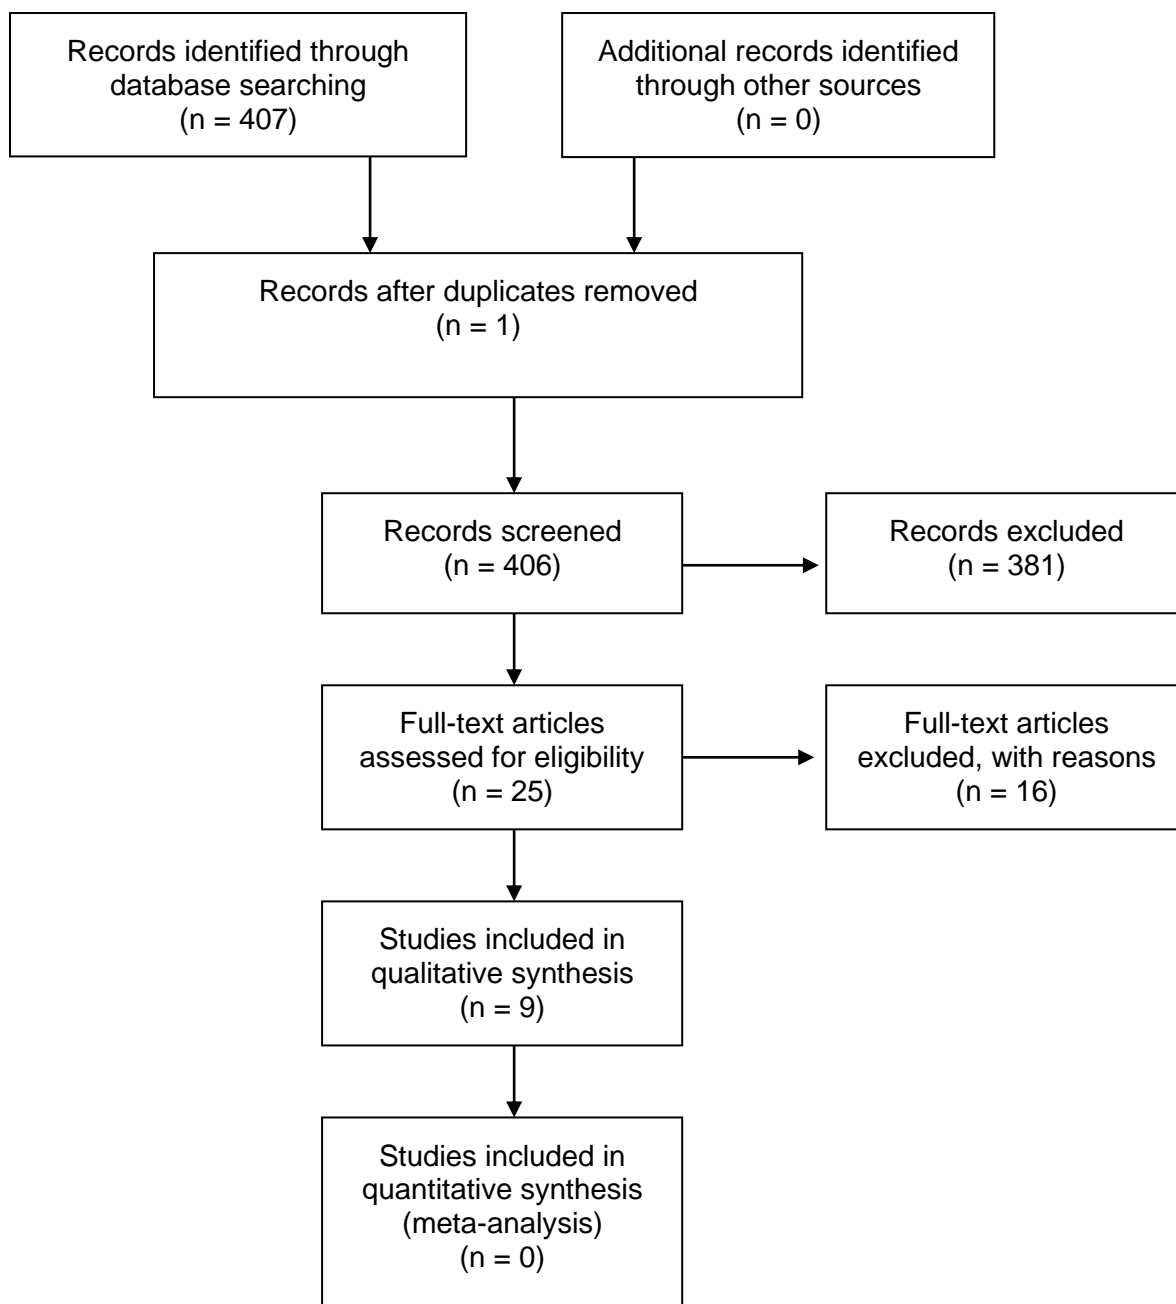 Records identified through
database searching
(n = 407)
Additional records identified
through other sources
(n = 0)
Records after duplicates removed
(n = 1)
Records screened
(n = 406)
Records excluded
(n = 381)
Full-text articles
assessed for eligibility
(n = 25)
Full-text articles
excluded, with reasons
(n = 16)
Studies included in
qualitative synthesis
(n = 9)
Studies included in
quantitative synthesis
(meta-analysis)
(n = 0)